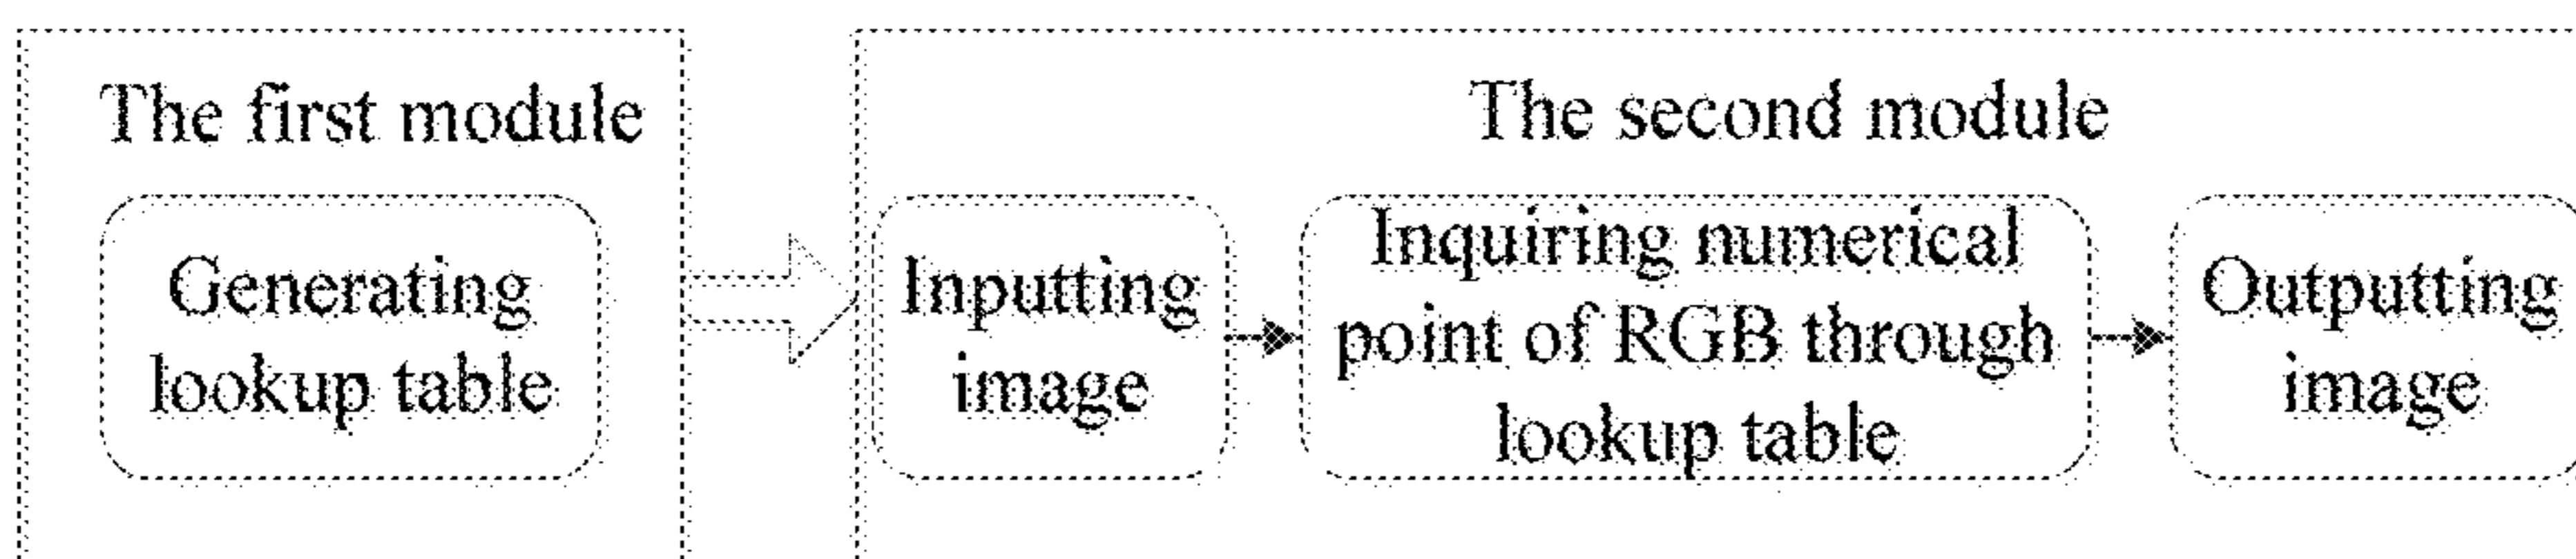 The first module
Generating
lookup table
The second module
Inputting
image
Inquiring numerical
point of RGB through
lookup table
Outputting
image